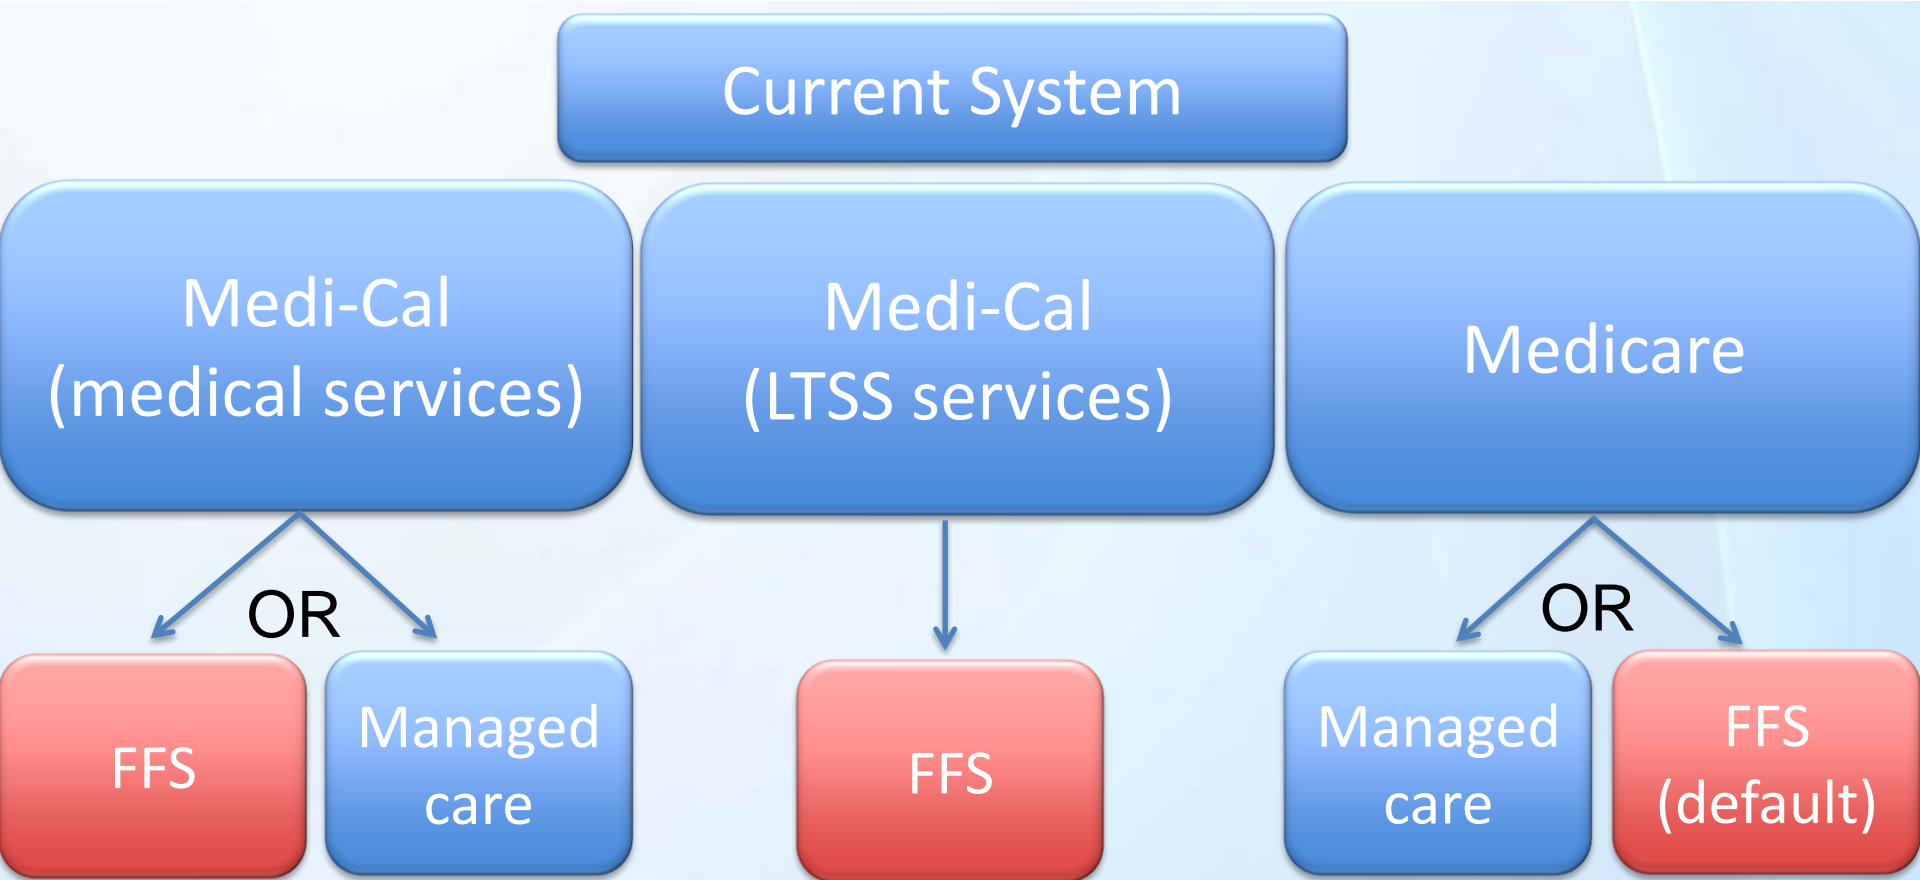 Current System
Medi-Cal
(medical services)
Medi-Cal
(LTSS services)
Medicare
OR
OR
FFS
Managed
care
FFS
Managed
care
FFS
(default)